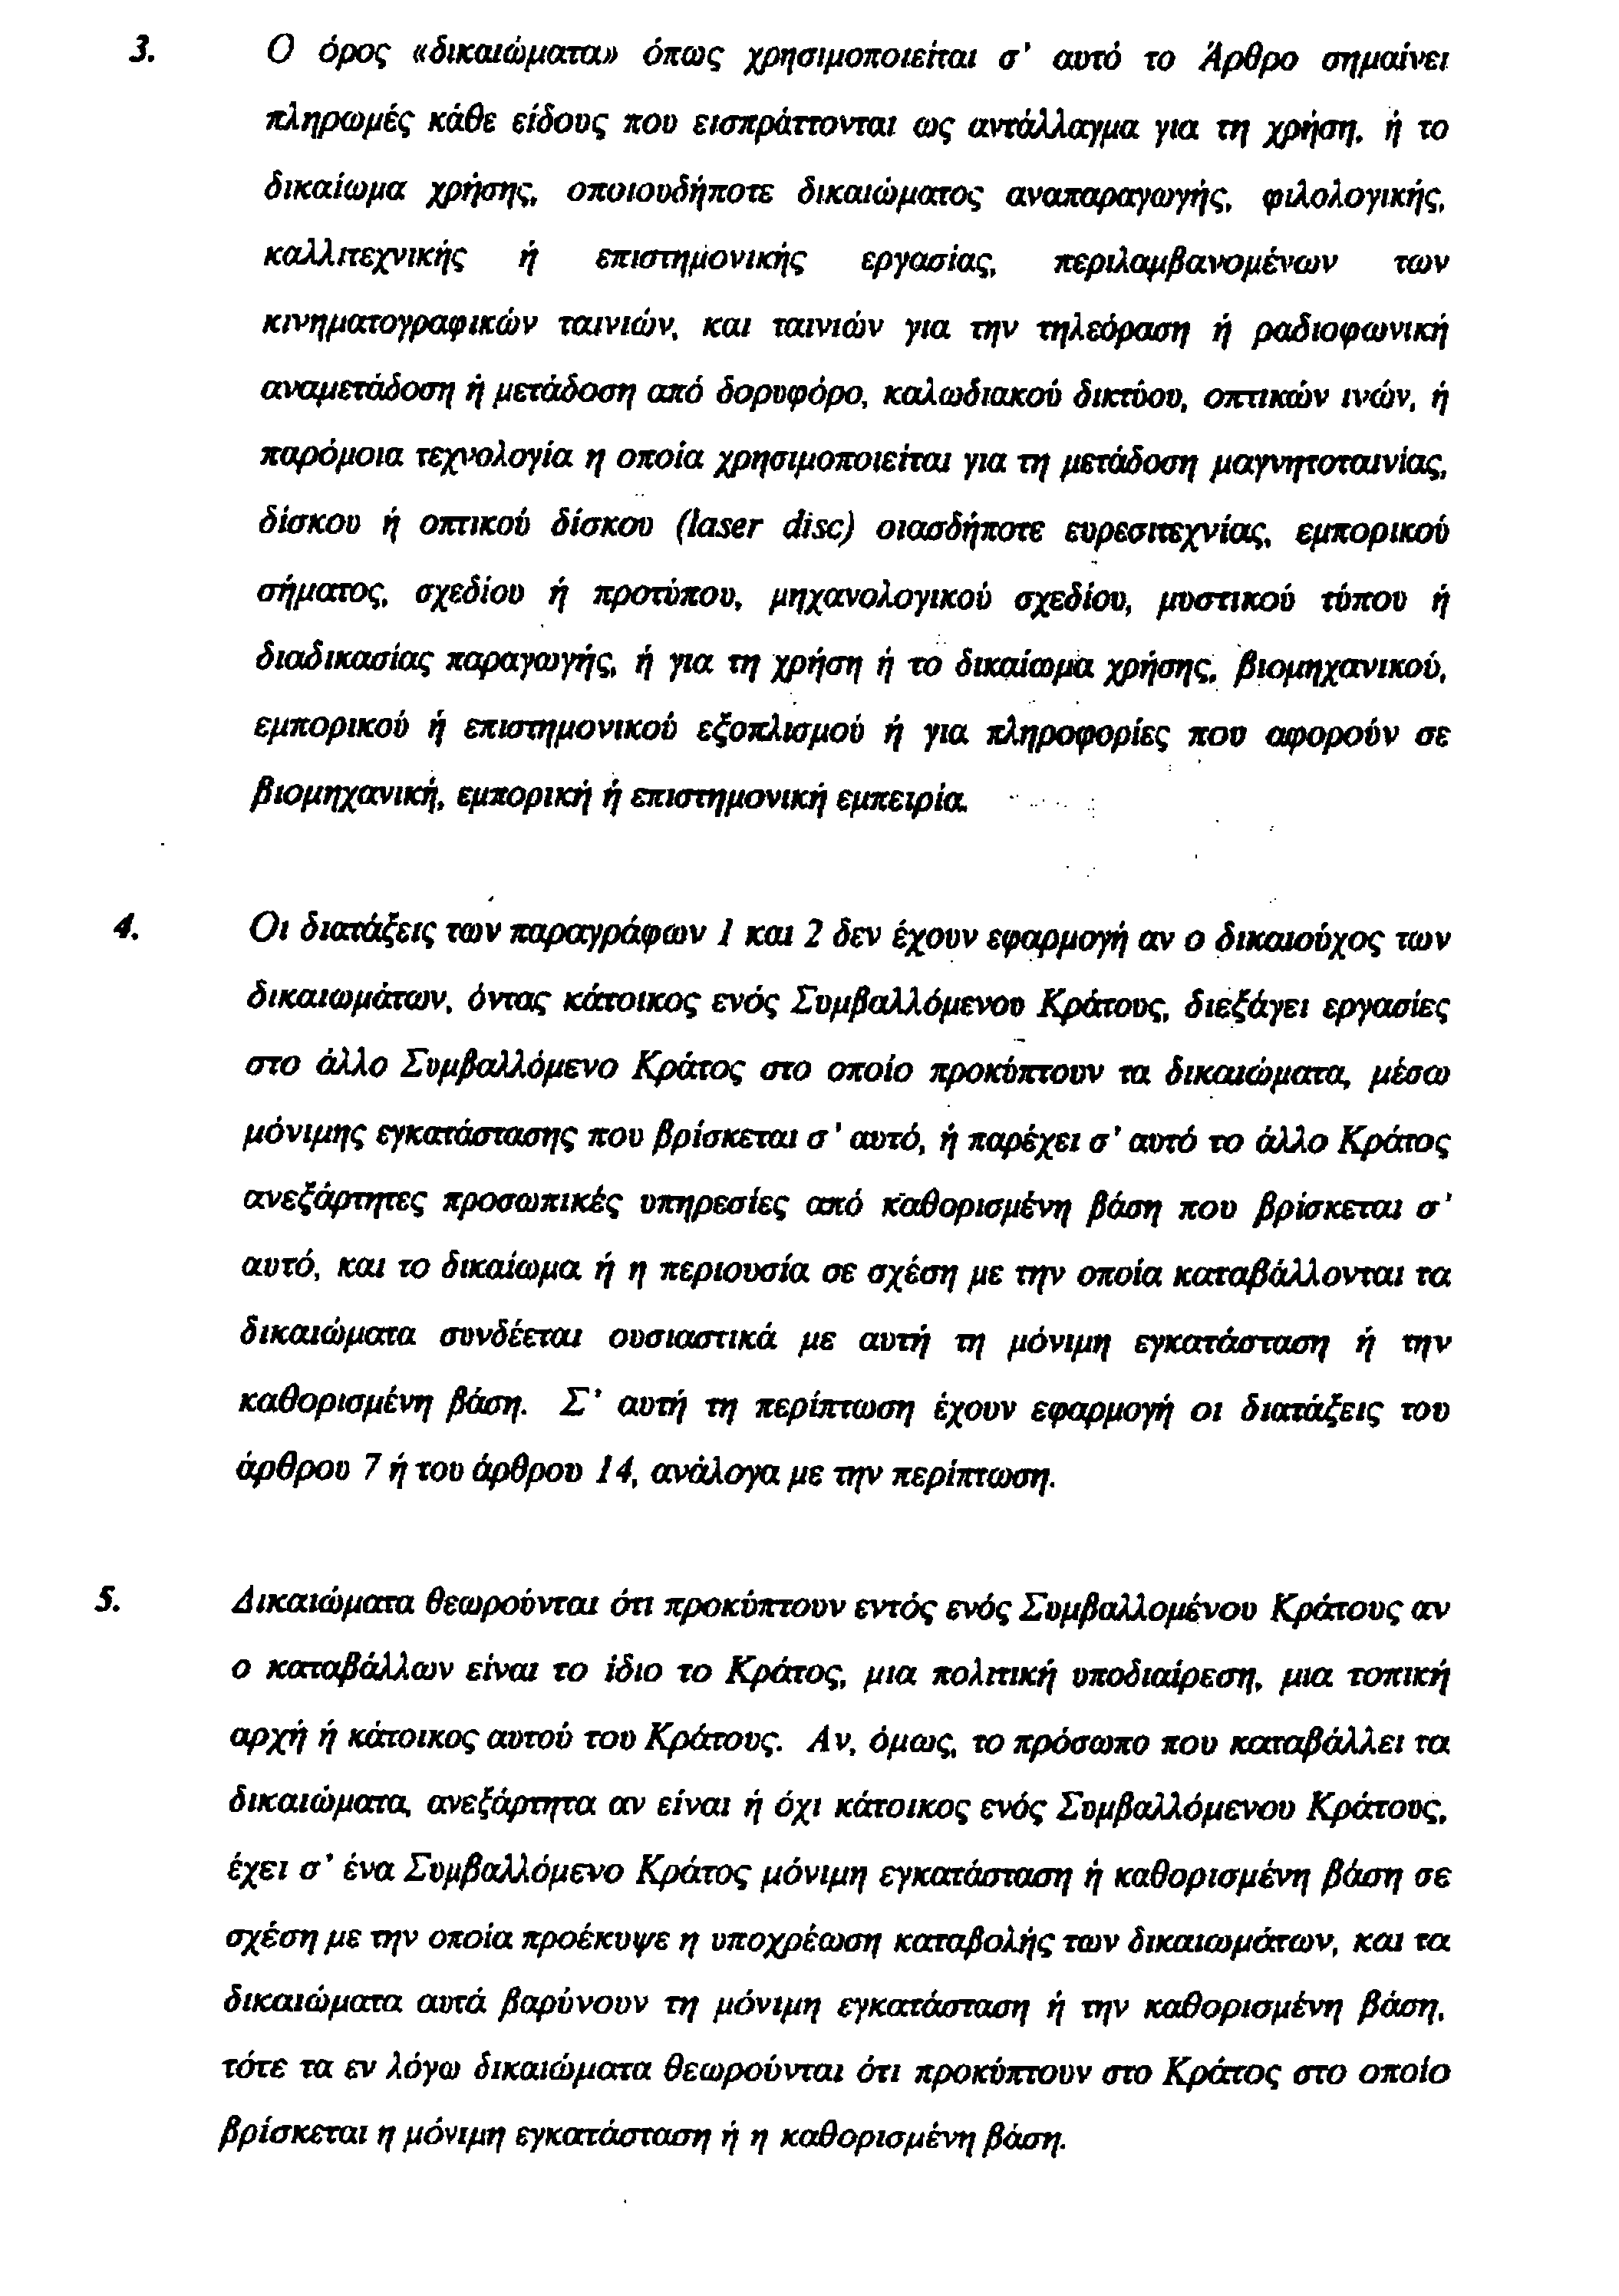 3. Ο όρος «δικαιώματα» όπως χρησιμοποιείται σ' αυτό το Άρθρο σημαίνει
πληρωμές κάθε είδους που εισπράττονται ως αντάλλαγμα για τη χρήση, ή το
δικαίωμα χρήσης, οποιουδήποτε δικαιώματος αναπαραγωγής, φιλολογικής,
καλλιτεχνικής ή επιστημονικής εργασίας, περιλαμβανομένων των
κινηματογραφικών ταινιών, και ταινιών για την τηλεόραση ή ραδιοφωνική
αναμετάδοση ή μετάδοση από δορυφόρο, καλωδιακού δικτύου, οπτικών ινών, ή
παρόμοια τεχνολογία η οποία χρησιμοποιείται για τη μετάδοση μαγνητοταινίας,
δίσκου ή οπτικού δίσκου (laser disc) οιασδήποτε ευρεσιτεχνίας, εμπορικού
σήματος, σχεδίου ή προτύπου, μηχανολογικού σχεδίου, μυστικού τύπου ή
διαδικασίας παραγωγής, ή για τη χρήση ή το δικαίωμα χρήσης, βιομηχανικού,
εμπορικού ή επιστημονικού εξοπλισμού ή για πληροφορίες που αφορούν σε
βιομηχανική, εμπορική ή επιστημονική εμπειρία.
4. Οι διατάξεις των παραγράφων 1 και 2 δεν έχουν εφαρμογή αν ο δικαιούχος των
δικαιωμάτων, όντας κάτοικος ενός Συμβαλλόμενου Κράτους, διεξάγει εργασίες
στο άλλο Συμβαλλόμενο Κράτος στο οποίο προκύπτουν τα δικαιώματα, μέσω
μόνιμης εγκατάστασης που βρίσκεται σ' αυτό, ή παρέχει σ' αυτό το άλλο Κράτος
ανεξάρτητες προσωπικές υπηρεσίες από καθορισμένη βάση που βρίσκεται σ'
αυτό, και το δικαίωμα ή η περιουσία σε σχέση με την οποία καταβάλλονται τα
δικαιώματα συνδέεται ουσιαστικά με αυτή τη μόνιμη εγκατάσταση ή την
καθορισμένη βάση. Σ' αυτή τη περίπτωση έχουν εφαρμογή οι διατάξεις του
άρθρου 7 ή του άρθρου 14, ανάλογα με την περίπτωση.
5. Δικαιώματα θεωρούνται ότι προκύπτουν εντός ενός Συμβαλλομένου Κράτους αν
ο καταβάλλων είναι το ίδιο το Κράτος, μια πολιτική υποδιαίρεση, μια τοπική
αρχή ή κάτοικος αυτού του Κράτους. Αν, όμως, το πρόσωπο που καταβάλλει τα
δικαιώματα, ανεξάρτητα αν είναι ή όχι κάτοικος ενός Συμβαλλόμενου Κράτους,
έχει σ' ένα Συμβαλλόμενο Κράτος μόνιμη εγκατάσταση ή καθορισμένη βάση σε
σχέση με την οποία προέκυψε η υποχρέωση καταβολής των δικαιωμάτων, και τα
δικαιώματα αυτά βαρύνουν τη μόνιμη εγκατάσταση ή την καθορισμένη βάση,
τότε τα εν λόγω δικαιώματα θεωρούνται ότι προκύπτουν στο Κράτος στο οποίο
βρίσκεται η μόνιμη εγκατάσταση ή η καθορισμένη βάση.